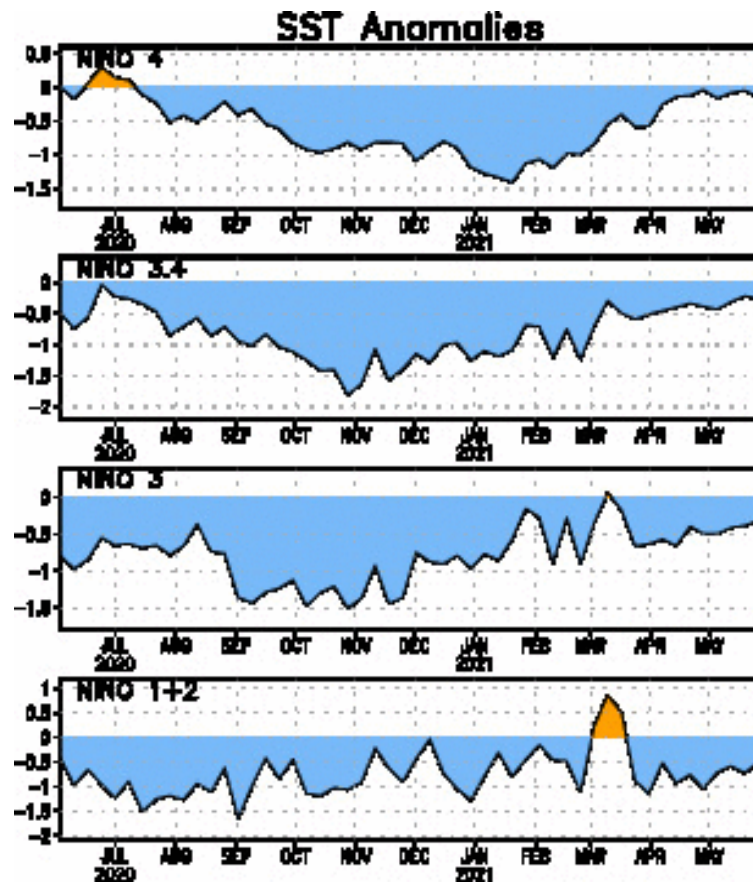 SST Anomalies
NINO 4
0.5
0
-0.5
-1
-1.5
JUL AUG SEP OCT NOV DEC JAN FEB MAR APR MAY
2020 2021
NINO 3.4
0
-0.5
-1
-1.5
-2
JUL AUG SEP OCT NOV DEC JAN FEB MAR APR MAY
2020 2021
NINO 3
0
-0.5
-1
-1.5
JUL AUG SEP OCT NOV DEC JAN FEB MAR APR MAY
2020 2021
NINO 1+2
1
0.5
0
-0.5
-1
-1.5
-2
JUL AUG SEP OCT NOV DEC JAN FEB MAR APR MAY
2020 2021